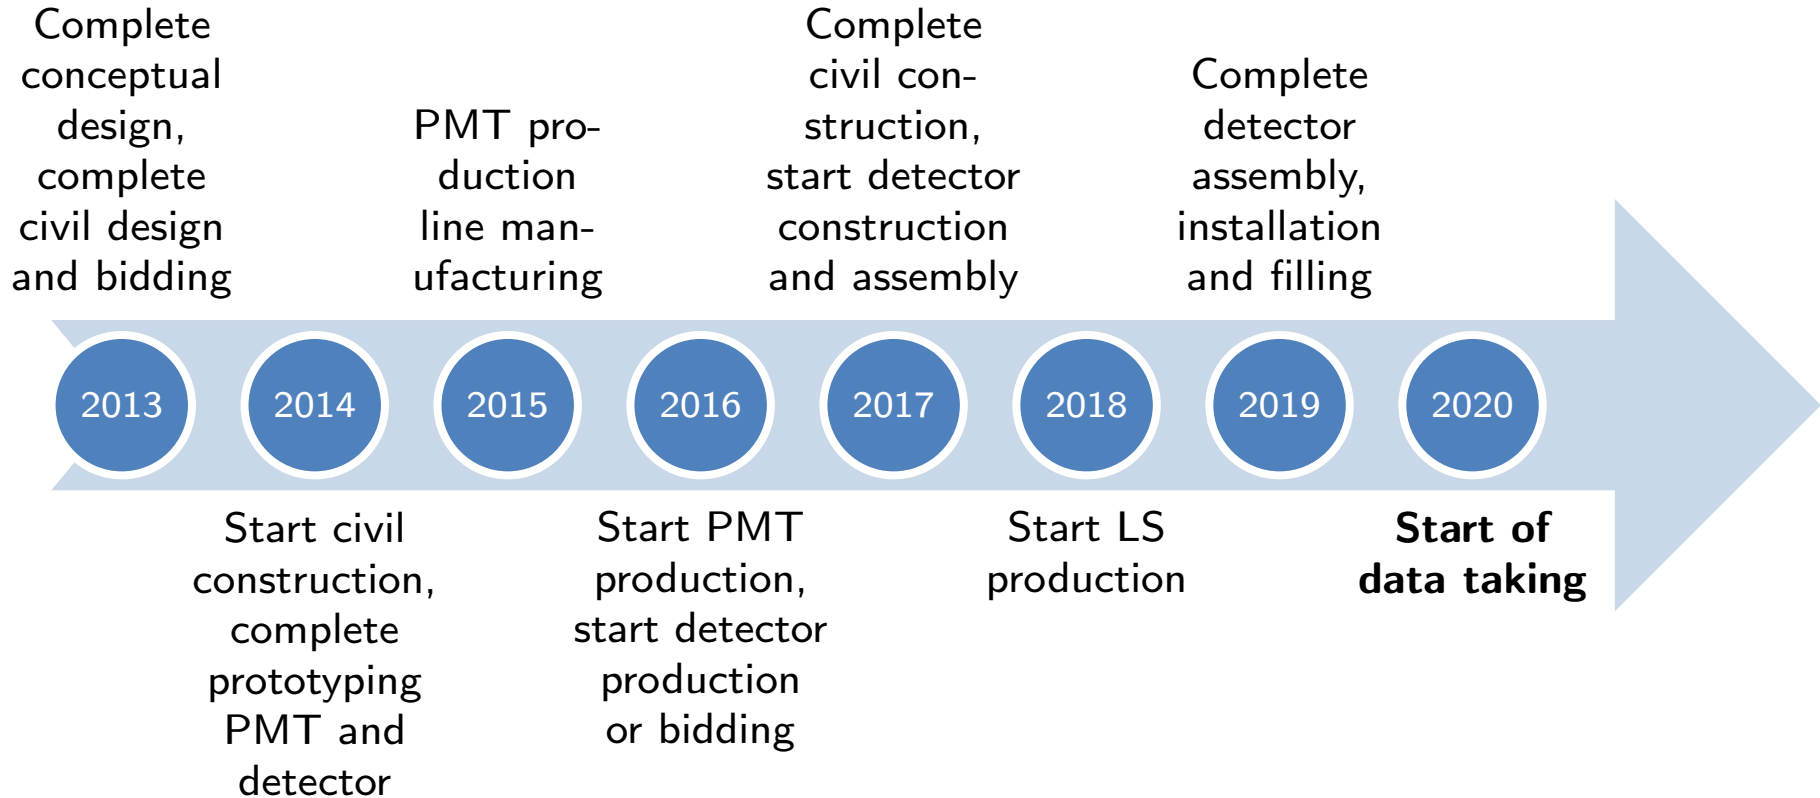 Complete
conceptual
design,
complete
civil design
and bidding
PMT pro-
duction
line man-
ufacturing
Complete
civil con-
struction,
start detector
construction
and assembly
Complete
detector
assembly,
installation
and filling
2013
2014
2015
2016
2017
2018
2019
2020
Start civil
construction,
complete
prototyping
PMT and
detector
Start PMT
production,
start detector
production
or bidding
Start LS
production
Start of
data taking